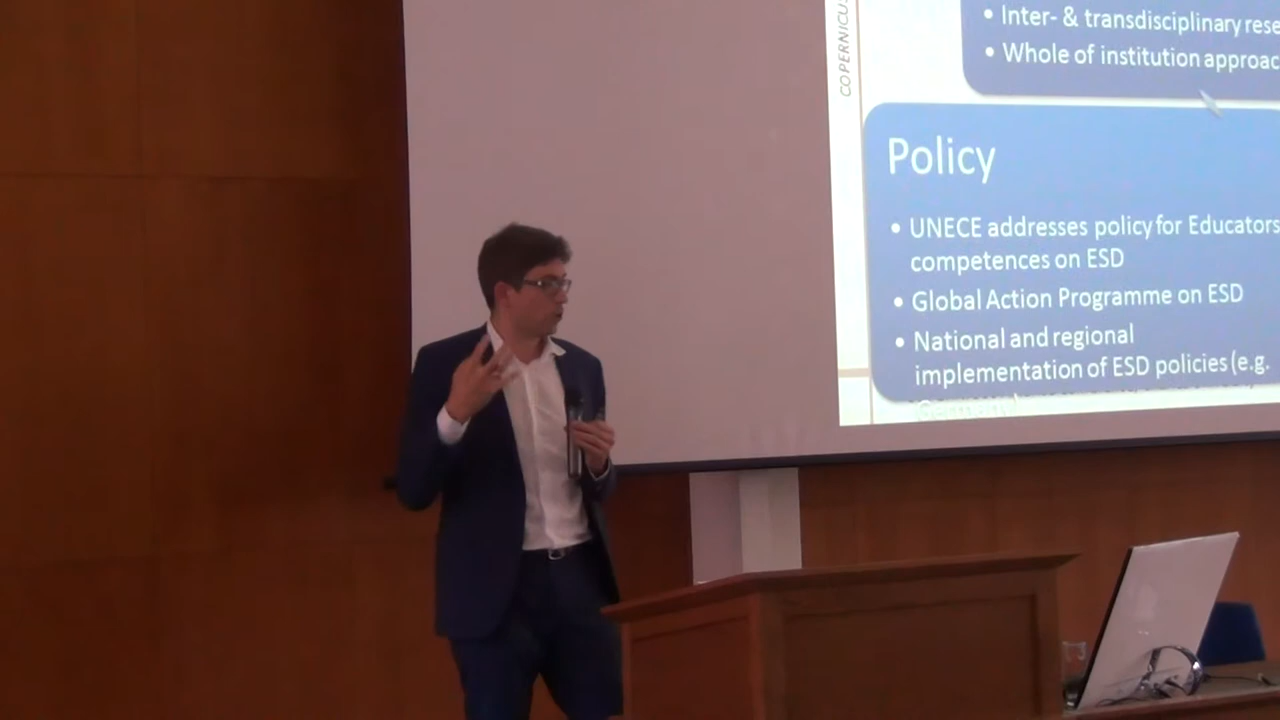 COPERNICUS
• Inter- & transdisciplinary rese
• Whole of institution approac
Policy
• UNECE addresses policy for Educators
competences on ESD
• Global Action Programme on ESD
• National and regional
implementation of ESD policies (e.g.
Germany)